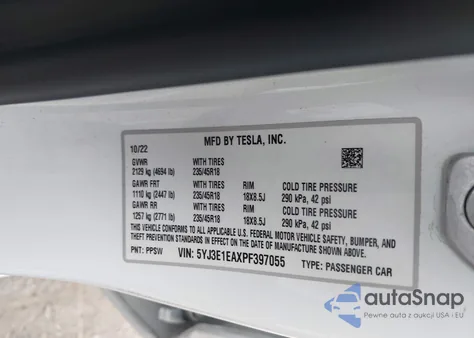 MFD BY TESLA, INC.
10/22
GVWR WITH TIRES
2129 kg (4694 lb) 235/45R18
GAWR FRT WITH TIRES RIM COLD TIRE PRESSURE
1110 kg (2447 lb) 235/45R18 18X8.5J 290 kPa, 42 psi
GAWR RR WITH TIRES RIM COLD TIRE PRESSURE
1257 kg (2771 lb) 235/45R18 18X8.5J 290 kPa, 42 psi
THIS VEHICLE CONFORMS TO ALL APPLICABLE U.S. FEDERAL MOTOR VEHICLE SAFETY, BUMPER, AND
THEFT PREVENTION STANDARDS IN EFFECT ON THE DATE OF MANUFACTURE SHOWN ABOVE.
PNT: PPSW VIN: 5YJ3E1EAXPF397055 TYPE: PASSENGER CAR
autoSnap
Pewne auta z aukcji USA i EU